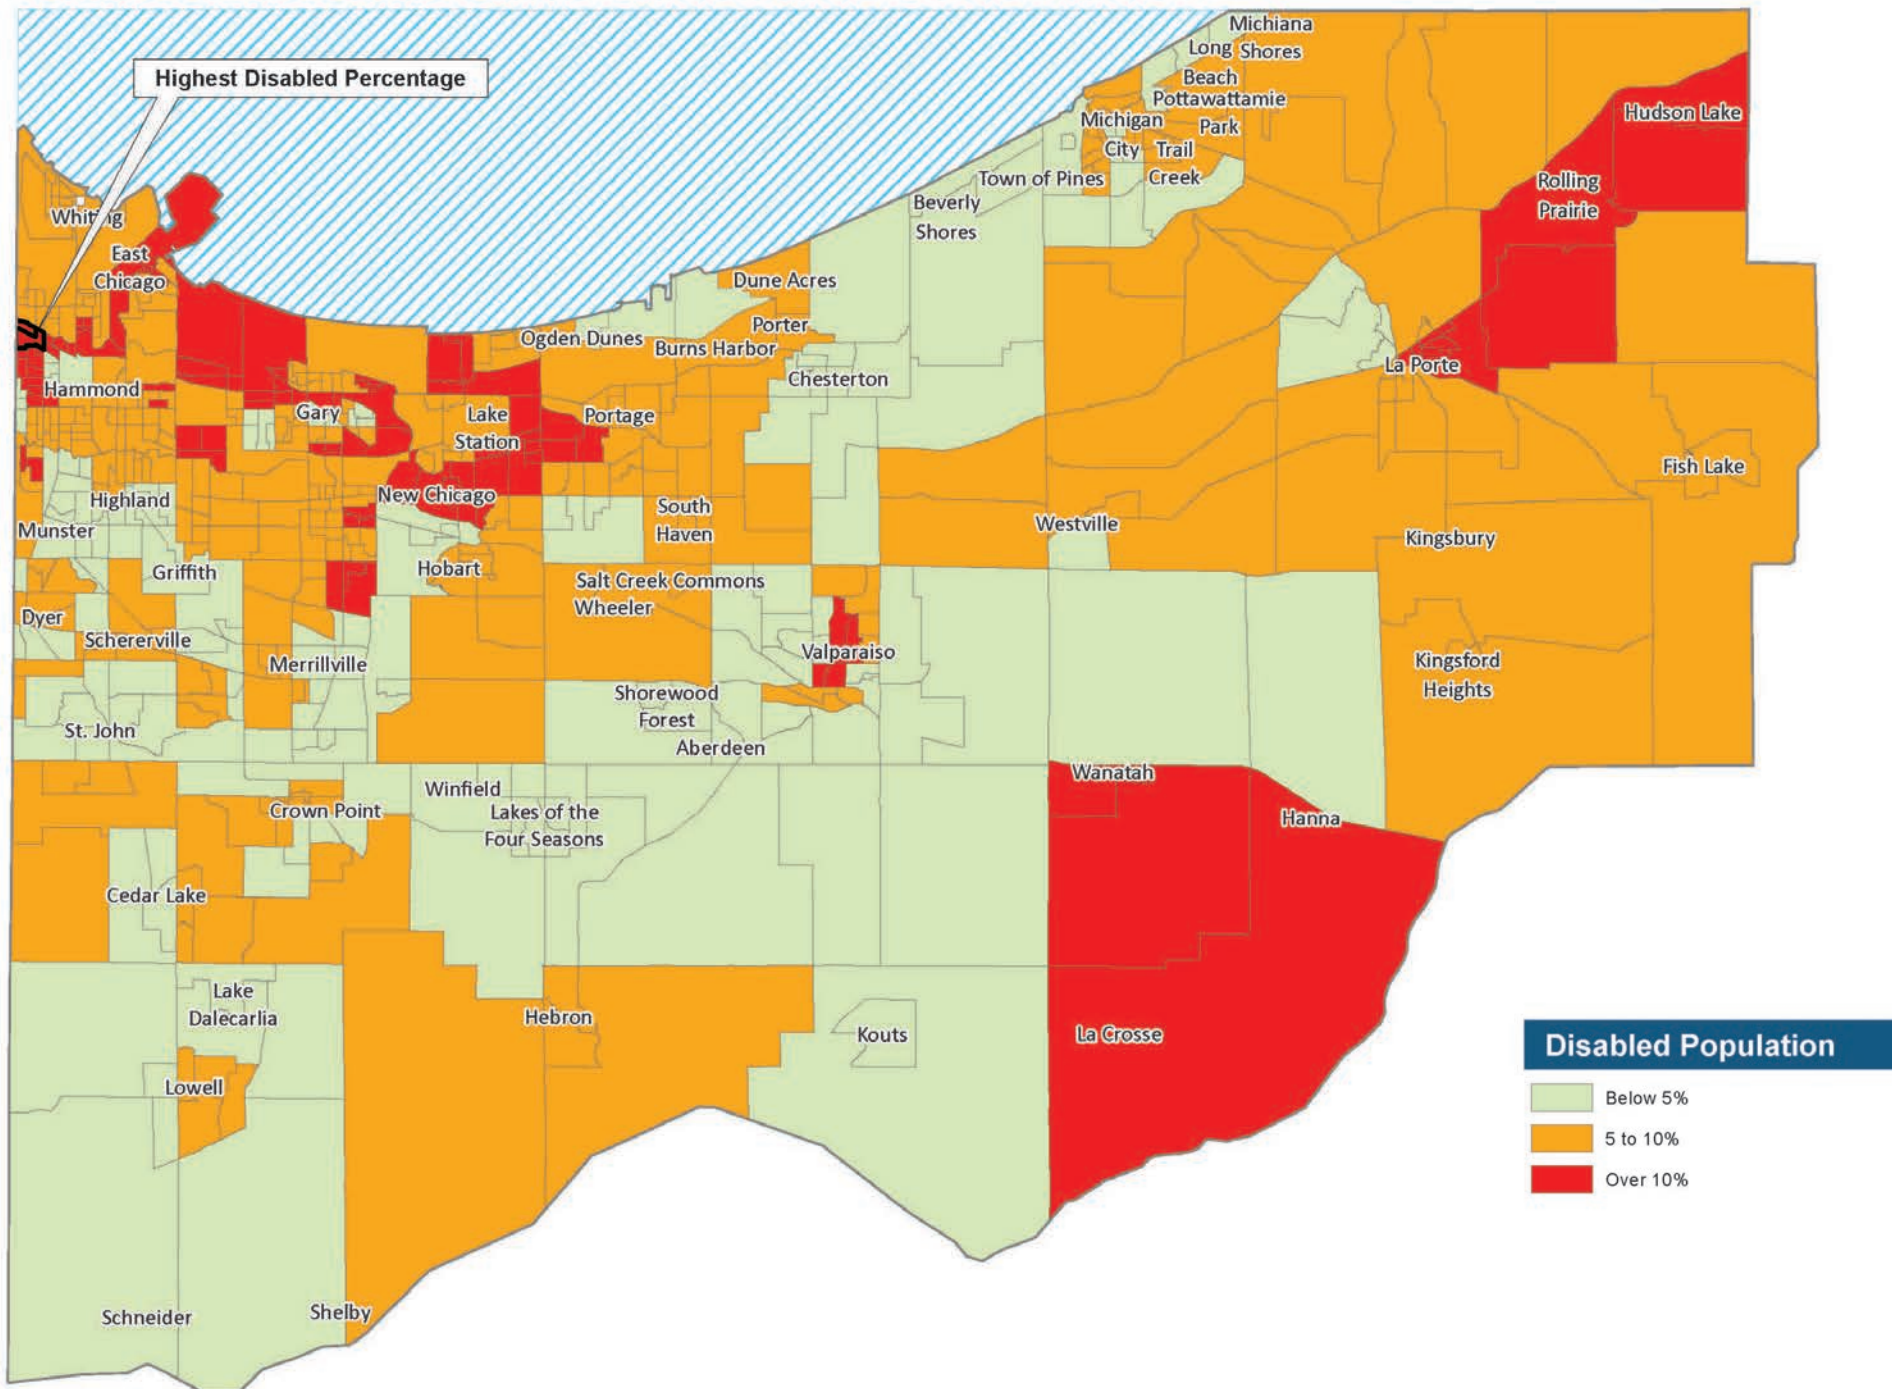 Highest Disabled Percentage
Michiana
Shores
Long
Beach
Pottawattamie
Park
Michigan
City
Trail
Creek
Hudson Lake
Rolling
Prairie
Town of Pines
Beverly
Shores
Whiting
East
Chicago
Dune Acres
Porter
Ogden Dunes
Burns Harbor
Chesterton
La Porte
Hammond
Gary
Lake
Station
Portage
Fish Lake
New Chicago
Highland
South
Haven
Munster
Westville
Kingsbury
Griffith
Hobart
Salt Creek Commons
Wheeler
Dyer
Schererville
Merrillville
Valparaiso
Kingsford
Heights
Shorewood
Forest
St. John
Aberdeen
Wanatah
Winfield
Crown Point
Lakes of the
Four Seasons
Hanna
Cedar Lake
Lake
Dalecarlia
Hebron
Kouts
La Crosse
Lowell
Schneider
Shelby
Disabled Population
Below 5%
5 to 10%
Over 10%